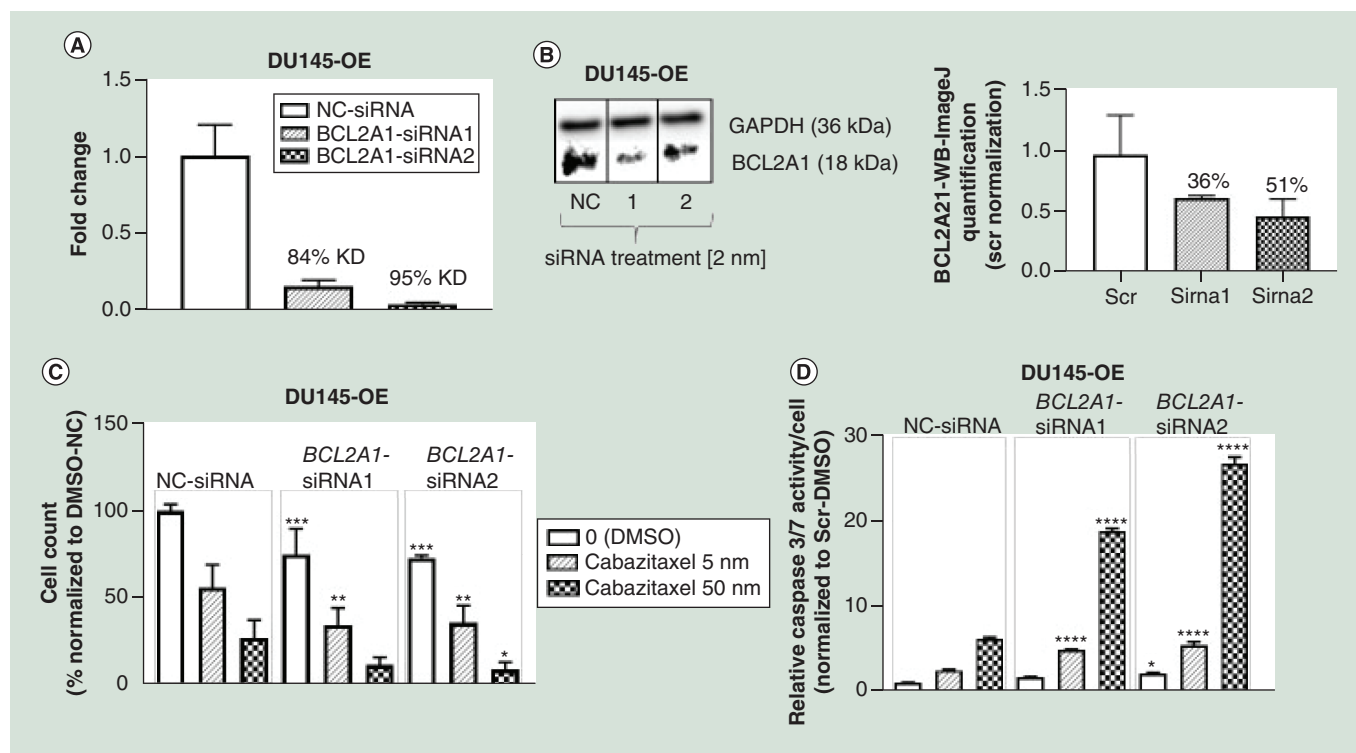 A
DU145-OE
Fold change
1.5
1.0
0.5
0.0
NC-siRNA
BCL2A1-siRNA1
BCL2A1-siRNA2
84% KD
95% KD
B
DU145-OE
GAPDH (36 kDa)
BCL2A1 (18 kDa)
NC 1 2
siRNA treatment [2 nm]
BCL2A21-WB-ImageJ
quantification
(scr normalization)
1.5
1.0
0.5
0.0
36%
51%
Scr Sirna1 Sirna2
C
DU145-OE
Cell count
(% normalized to DMSO-NC)
150
100
50
0
NC-siRNA
BCL2A1-
siRNA1
BCL2A1-
siRNA2
***
**
***
**
*
0 (DMSO)
Cabazitaxel 5 nm
Cabazitaxel 50 nm
D
DU145-OE
Relative caspase 3/7 activity/cell
(normalized to Scr-DMSO)
30
20
10
0
NC-siRNA
BCL2A1-
siRNA1
BCL2A1-
siRNA2
****
****
*
****
****